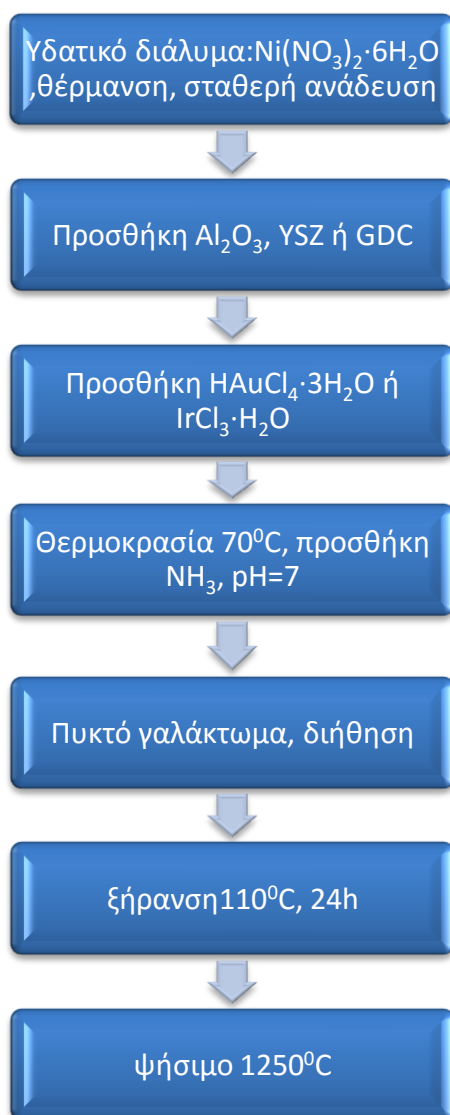 Υδατικό διάλυμα:Ni(NO₃)₂·6H₂O
,θέρμανση, σταθερή ανάδευση
Προσθήκη Al₂O₃, YSZ ή GDC
Προσθήκη HAuCl₄·3H₂O ή
IrCl₃·H₂O
Θερμοκρασία 70⁰C, προσθήκη
NH₃, pH=7
Πυκτό γαλάκτωμα, διήθηση
ξήρανση110⁰C, 24h
ψήσιμο 1250⁰C